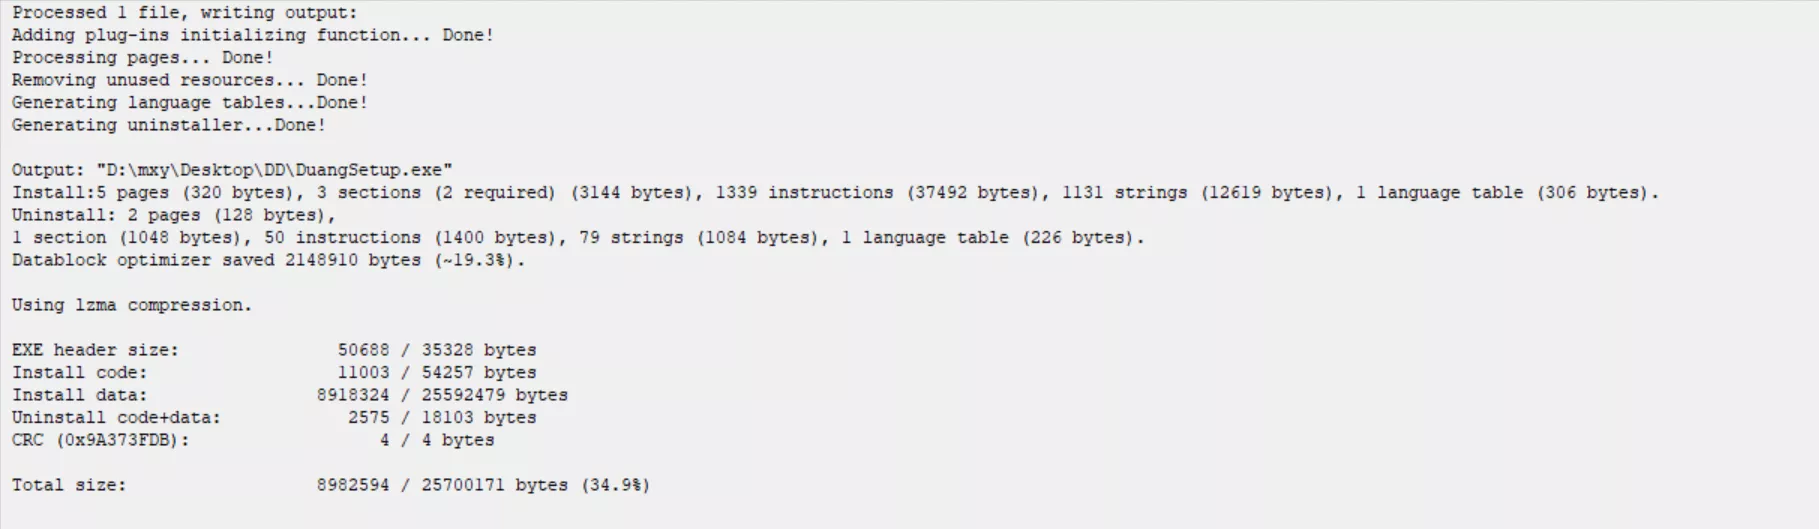 Processed 1 file, writing output:
Adding plug-ins initializing function... Done!
Processing pages... Done!
Removing unused resources... Done!
Generating language tables...Done!
Generating uninstaller...Done!
Output: "D:\mxy\Desktop\DD\DuangSetup.exe"
Install:5 pages (320 bytes), 3 sections (2 required) (3144 bytes), 1339 instructions (37492 bytes), 1131 strings (12619 bytes), 1 language table (306 bytes).
Uninstall: 2 pages (128 bytes),
1 section (1048 bytes), 50 instructions (1400 bytes), 79 strings (1084 bytes), 1 language table (226 bytes).
Datablock optimizer saved 2148910 bytes (~19.3%).
Using lzma compression.
EXE header size: 50688 / 35328 bytes
Install code: 11003 / 54257 bytes
Install data: 8918324 / 25592479 bytes
Uninstall code+data: 2575 / 18103 bytes
CRC (0x9A373FDB): 4 / 4 bytes
Total size: 8982594 / 25700171 bytes (34.9%)